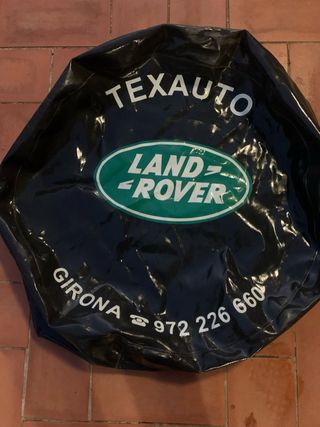 TEXAUTO
LAND
ROVER
GIRONA ☎ 972 226 660